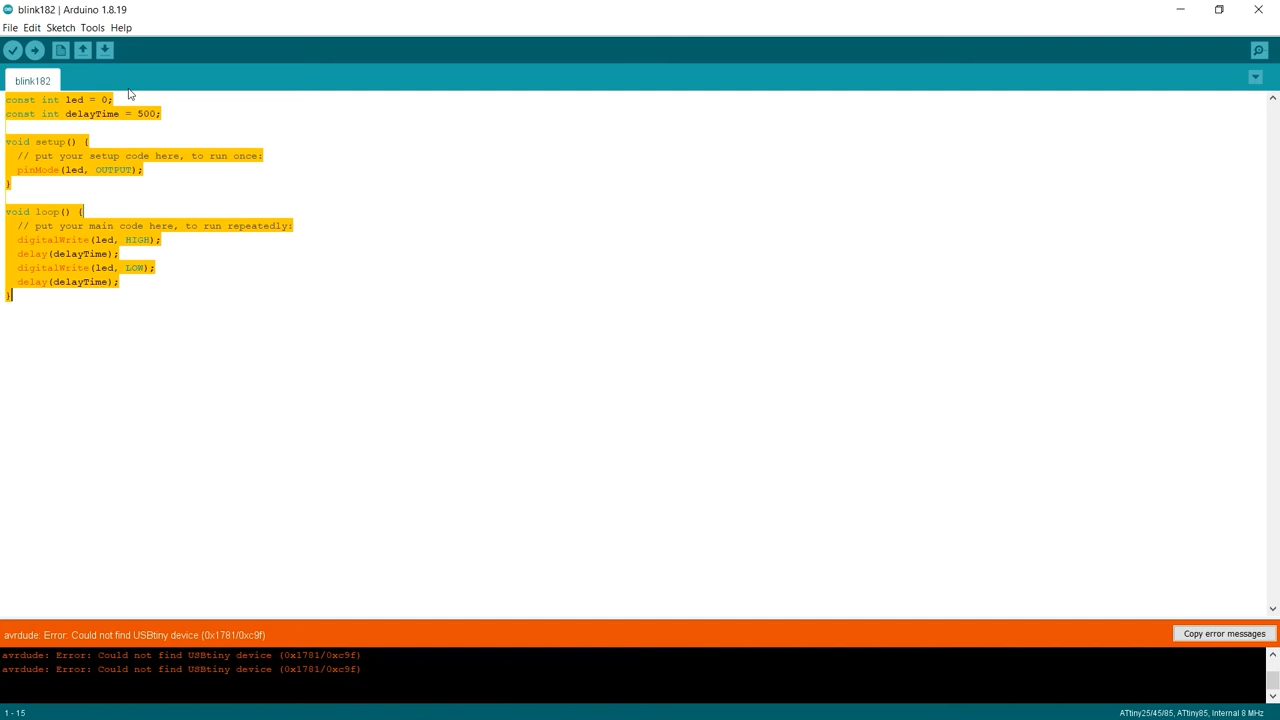 blink182 | Arduino 1.8.19
File Edit Sketch Tools Help
blink182
const int led = 0;
const int delayTime = 500;
void setup() {
// put your setup code here, to run once:
pinMode(led, OUTPUT);
}
void loop() {
// put your main code here, to run repeatedly:
digitalWrite(led, HIGH);
delay(delayTime);
digitalWrite(led, LOW);
delay(delayTime);
}
avrdude: Error: Could not find USBtiny device (0x1781/0xc9f)
Copy error messages
avrdude: Error: Could not find USBtiny device (0x1781/0xc9f)
avrdude: Error: Could not find USBtiny device (0x1781/0xc9f)
1 - 15
ATtiny25/45/85, ATtiny85, Internal 8 MHz